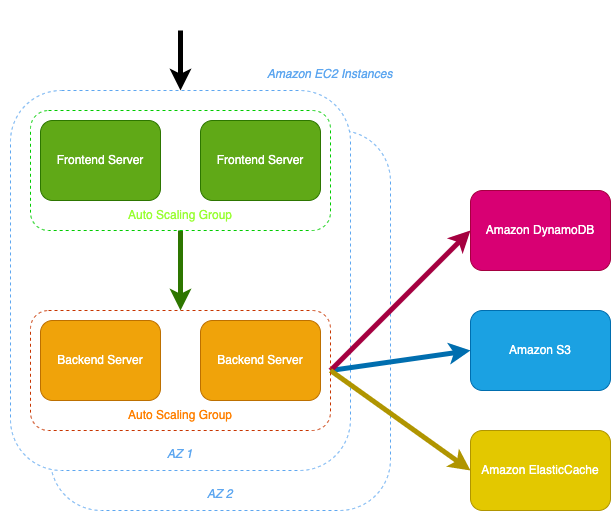 Amazon EC2 Instances
Frontend Server
Frontend Server
Auto Scaling Group
Amazon DynamoDB
Backend Server
Backend Server
Amazon S3
Auto Scaling Group
AZ 1
Amazon ElasticCache
AZ 2